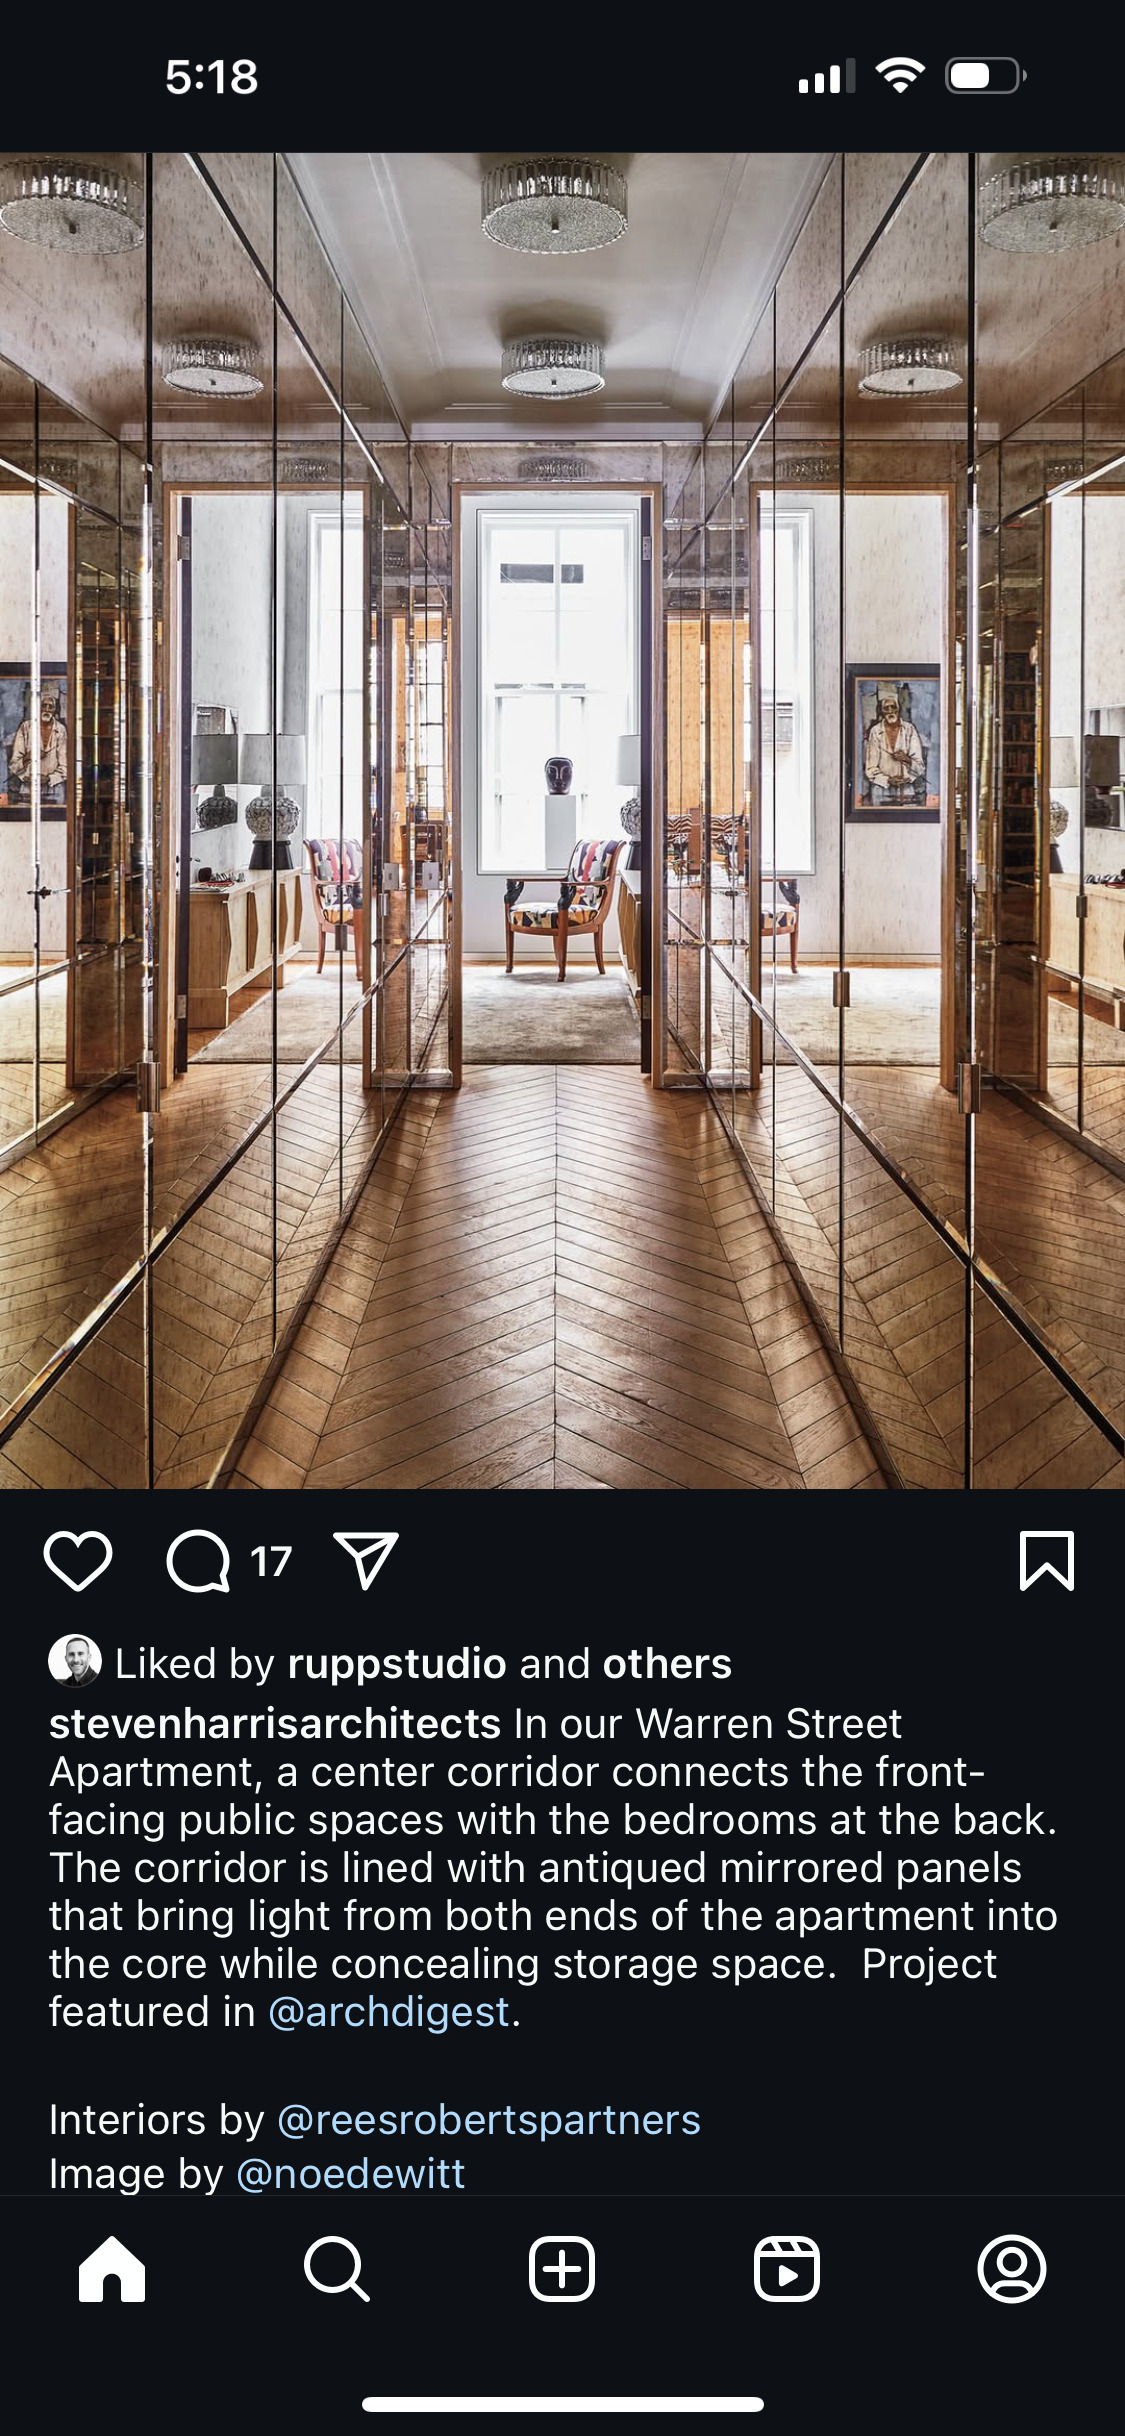 5:18
17
Liked by ruppstudio and others
stevenharrisarchitects In our Warren Street
Apartment, a center corridor connects the front-
facing public spaces with the bedrooms at the back.
The corridor is lined with antiqued mirrored panels
that bring light from both ends of the apartment into
the core while concealing storage space.  Project
featured in @archdigest.

Interiors by @reesrobertspartners
Image by @noedewitt